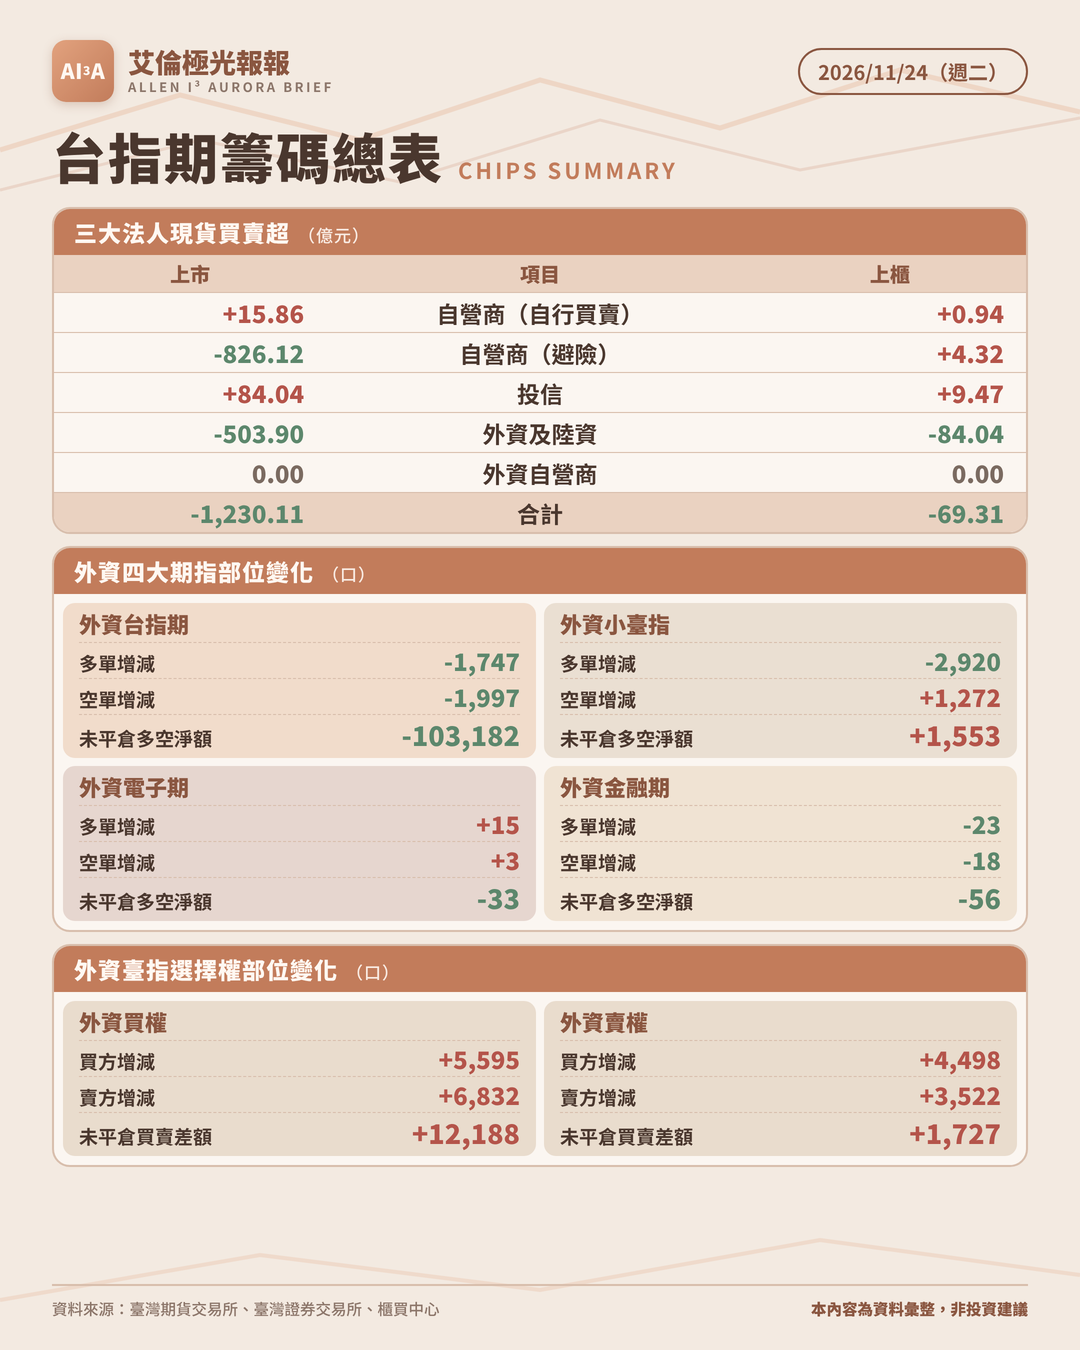 AI³A
艾倫極光報報
ALLEN I³ AURORA BRIEF
2026/11/24（週二）
台指期籌碼總表 CHIPS SUMMARY
三大法人現貨買賣超 （億元）
上市 項目 上櫃
+15.86 自營商（自行買賣） +0.94
-826.12 自營商（避險） +4.32
+84.04 投信 +9.47
-503.90 外資及陸資 -84.04
0.00 外資自營商 0.00
-1,230.11 合計 -69.31
外資四大期指部位變化 （口）
外資台指期
多單增減 -1,747
空單增減 -1,997
未平倉多空淨額 -103,182
外資小臺指
多單增減 -2,920
空單增減 +1,272
未平倉多空淨額 +1,553
外資電子期
多單增減 +15
空單增減 +3
未平倉多空淨額 -33
外資金融期
多單增減 -23
空單增減 -18
未平倉多空淨額 -56
外資臺指選擇權部位變化 （口）
外資買權
買方增減 +5,595
賣方增減 +6,832
未平倉買賣差額 +12,188
外資賣權
買方增減 +4,498
賣方增減 +3,522
未平倉買賣差額 +1,727
資料來源：臺灣期貨交易所、臺灣證券交易所、櫃買中心
本內容為資料彙整，非投資建議